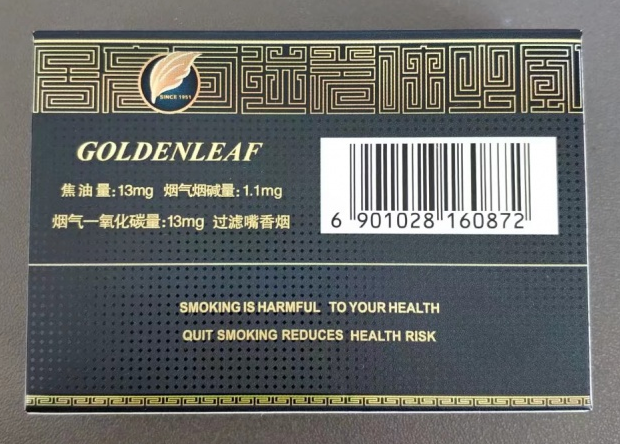 SINCE 1951
GOLDENLEAF
焦油量:13mg 烟气烟碱量:1.1mg
烟气一氧化碳量:13mg 过滤嘴香烟
6 901028 160872
SMOKING IS HARMFUL TO YOUR HEALTH
QUIT SMOKING REDUCES HEALTH RISK